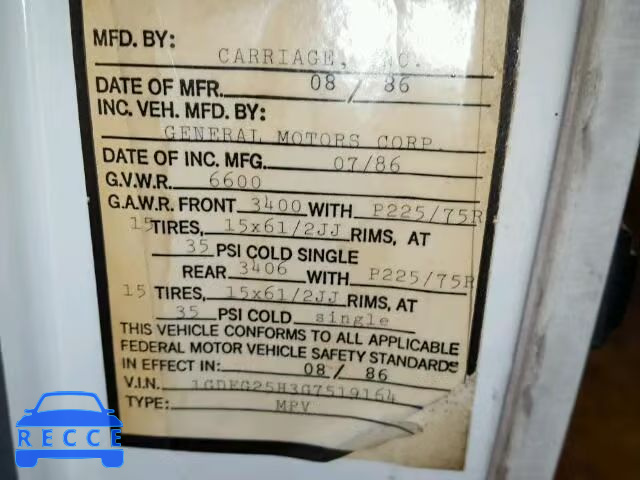 MFD. BY:
CARRIAGE, INC.
DATE OF MFR. 08 / 86
INC. VEH. MFD. BY:
GENERAL MOTORS CORP.
DATE OF INC. MFG. 07/86
G.V.W.R. 6600
G.A.W.R. FRONT 3400 WITH P225/75R
15 TIRES, 15x61/2JJ RIMS, AT
35 PSI COLD SINGLE
REAR 3406 WITH P225/75R
15 TIRES, 15x61/2JJ RIMS, AT
35 PSI COLD single
THIS VEHICLE CONFORMS TO ALL APPLICABLE
FEDERAL MOTOR VEHICLE SAFETY STANDARDS
IN EFFECT IN: 08 / 86
V.I.N. 1GDEG25H3G7519164
TYPE: MPV
RECCE